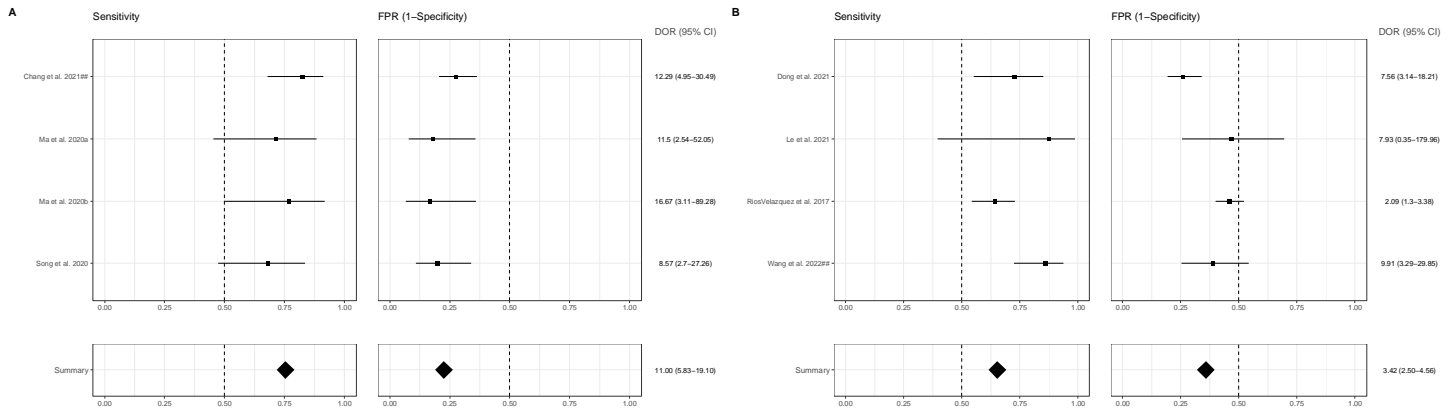 A
Sensitivity
FPR (1−Specificity)
DOR (95% CI)
Chang et al. 2021##
12.29 (4.95−30.49)
Ma et al. 2020a
11.5 (2.54−52.05)
Ma et al. 2020b
16.67 (3.11−89.28)
Song et al. 2020
8.57 (2.7−27.26)
0.00 0.25 0.50 0.75 1.00
0.00 0.25 0.50 0.75 1.00
Summary
11.00 (5.83−19.10)
0.00 0.25 0.50 0.75 1.00
0.00 0.25 0.50 0.75 1.00
B
Sensitivity
FPR (1−Specificity)
DOR (95% CI)
Dong et al. 2021
7.56 (3.14−18.21)
Le et al. 2021
7.93 (0.35−179.96)
RiosVelazquez et al. 2017
2.09 (1.3−3.38)
Wang et al. 2022##
9.91 (3.29−29.85)
0.00 0.25 0.50 0.75 1.00
0.00 0.25 0.50 0.75 1.00
Summary
3.42 (2.50−4.56)
0.00 0.25 0.50 0.75 1.00
0.00 0.25 0.50 0.75 1.00